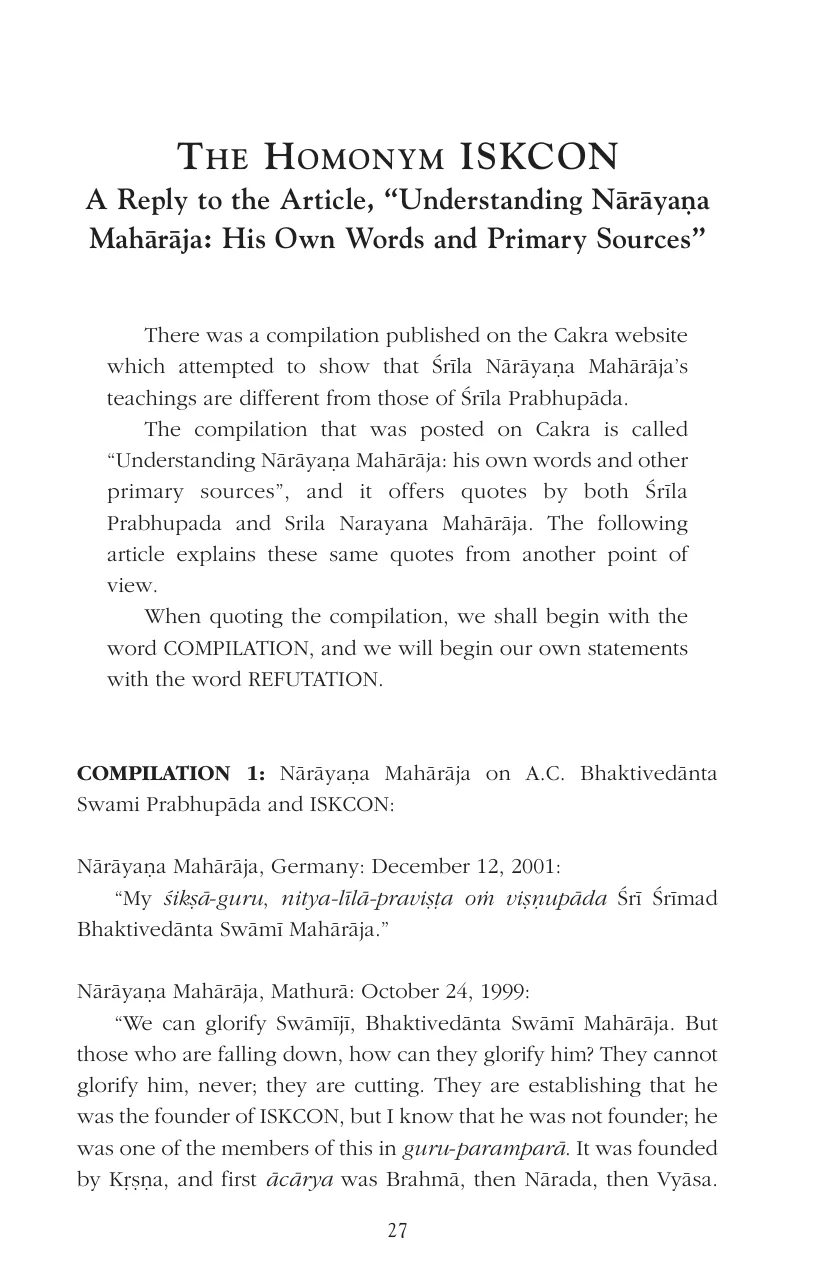 THE HOMONYM ISKCON
A Reply to the Article, “Understanding Nārāyaṇa
Mahārāja: His Own Words and Primary Sources”
There was a compilation published on the Cakra website
which attempted to show that Śrīla Nārāyaṇa Mahārāja’s
teachings are different from those of Śrīla Prabhupāda.
The compilation that was posted on Cakra is called
“Understanding Nārāyaṇa Mahārāja: his own words and other
primary sources”, and it offers quotes by both Śrīla
Prabhupada and Srila Narayana Mahārāja. The following
article explains these same quotes from another point of
view.
When quoting the compilation, we shall begin with the
word COMPILATION, and we will begin our own statements
with the word REFUTATION.
COMPILATION 1: Nārāyaṇa Mahārāja on A.C. Bhaktivedānta
Swami Prabhupāda and ISKCON:
Nārāyaṇa Mahārāja, Germany: December 12, 2001:
“My śikṣā-guru, nitya-līlā-praviṣṭa oṁ viṣṇupāda Śrī Śrīmad
Bhaktivedānta Swāmī Mahārāja.”
Nārāyaṇa Mahārāja, Mathurā: October 24, 1999:
“We can glorify Swāmījī, Bhaktivedānta Swāmī Mahārāja. But
those who are falling down, how can they glorify him? They cannot
glorify him, never; they are cutting. They are establishing that he
was the founder of ISKCON, but I know that he was not founder; he
was one of the members of this in guru-paramparā. It was founded
by Kṛṣṇa, and first ācārya was Brahmā, then Nārada, then Vyāsa.
27